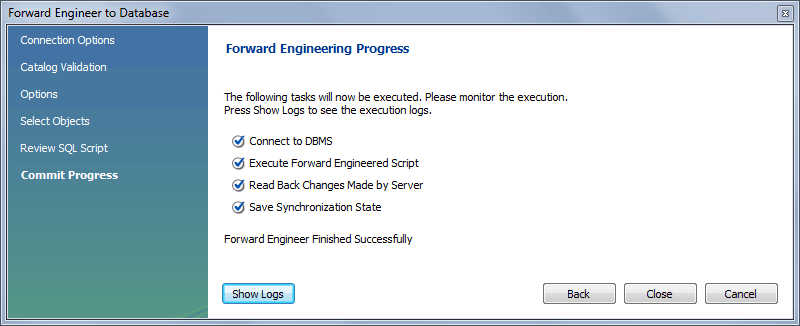 Forward Engineer to Database
Connection Options
Catalog Validation
Options
Select Objects
Review SQL Script
Commit Progress
Forward Engineering Progress
The following tasks will now be executed. Please monitor the execution.
Press Show Logs to see the execution logs.
Connect to DBMS
Execute Forward Engineered Script
Read Back Changes Made by Server
Save Synchronization State
Forward Engineer Finished Successfully
Show Logs
Back
Close
Cancel